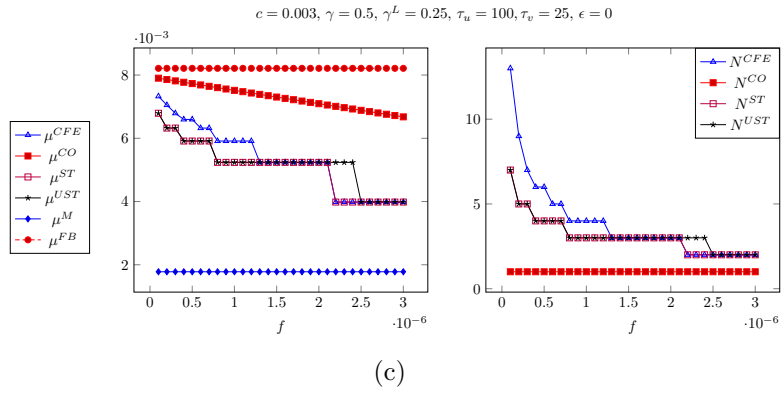 c = 0.003, γ = 0.5, γ^L = 0.25, τ_u = 100, τ_v = 25, ϵ = 0
·10^−3
8
6
4
2
0
0.5
1
1.5
2
2.5
3
·10^−6
f
μ^CFE
μ^CO
μ^ST
μ^UST
μ^M
μ^FB
10
5
0
0
0.5
1
1.5
2
2.5
3
·10^−6
f
N^CFE
N^CO
N^ST
N^UST
(c)